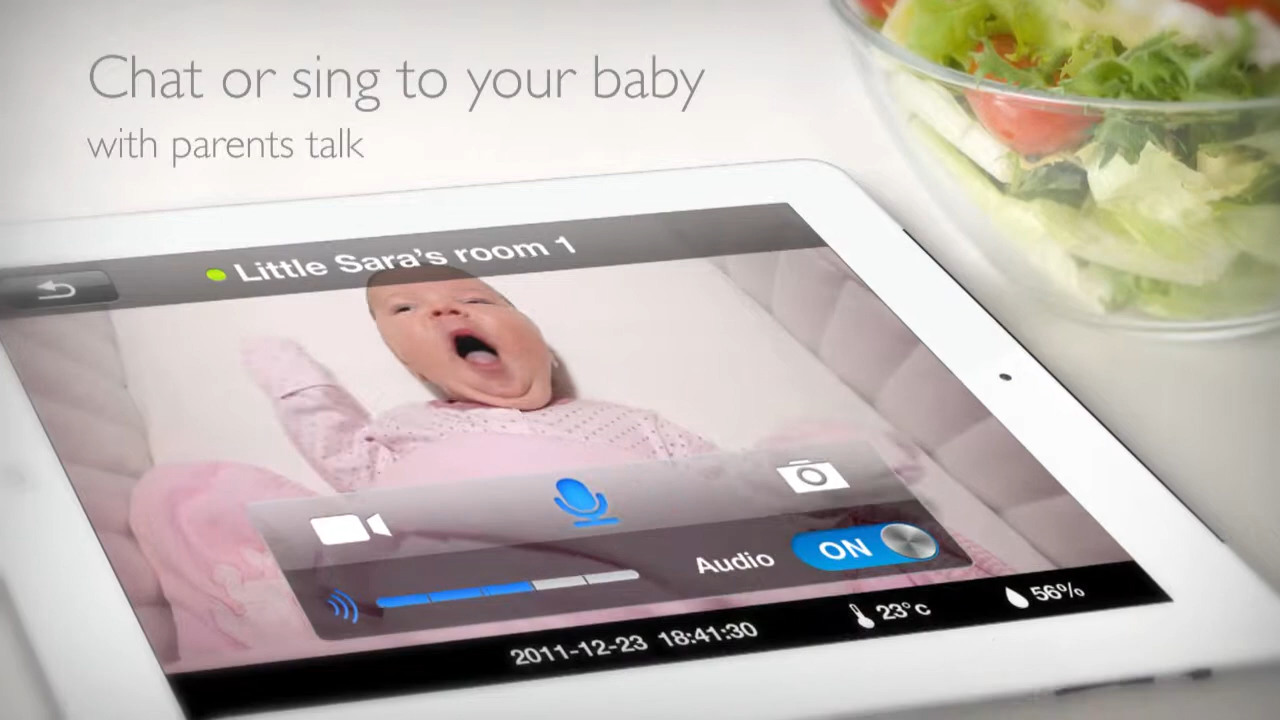 Chat or sing to your baby
with parents talk
Little Sara's room 1
Audio ON
2011-12-23 18:41:30 23°c 56%